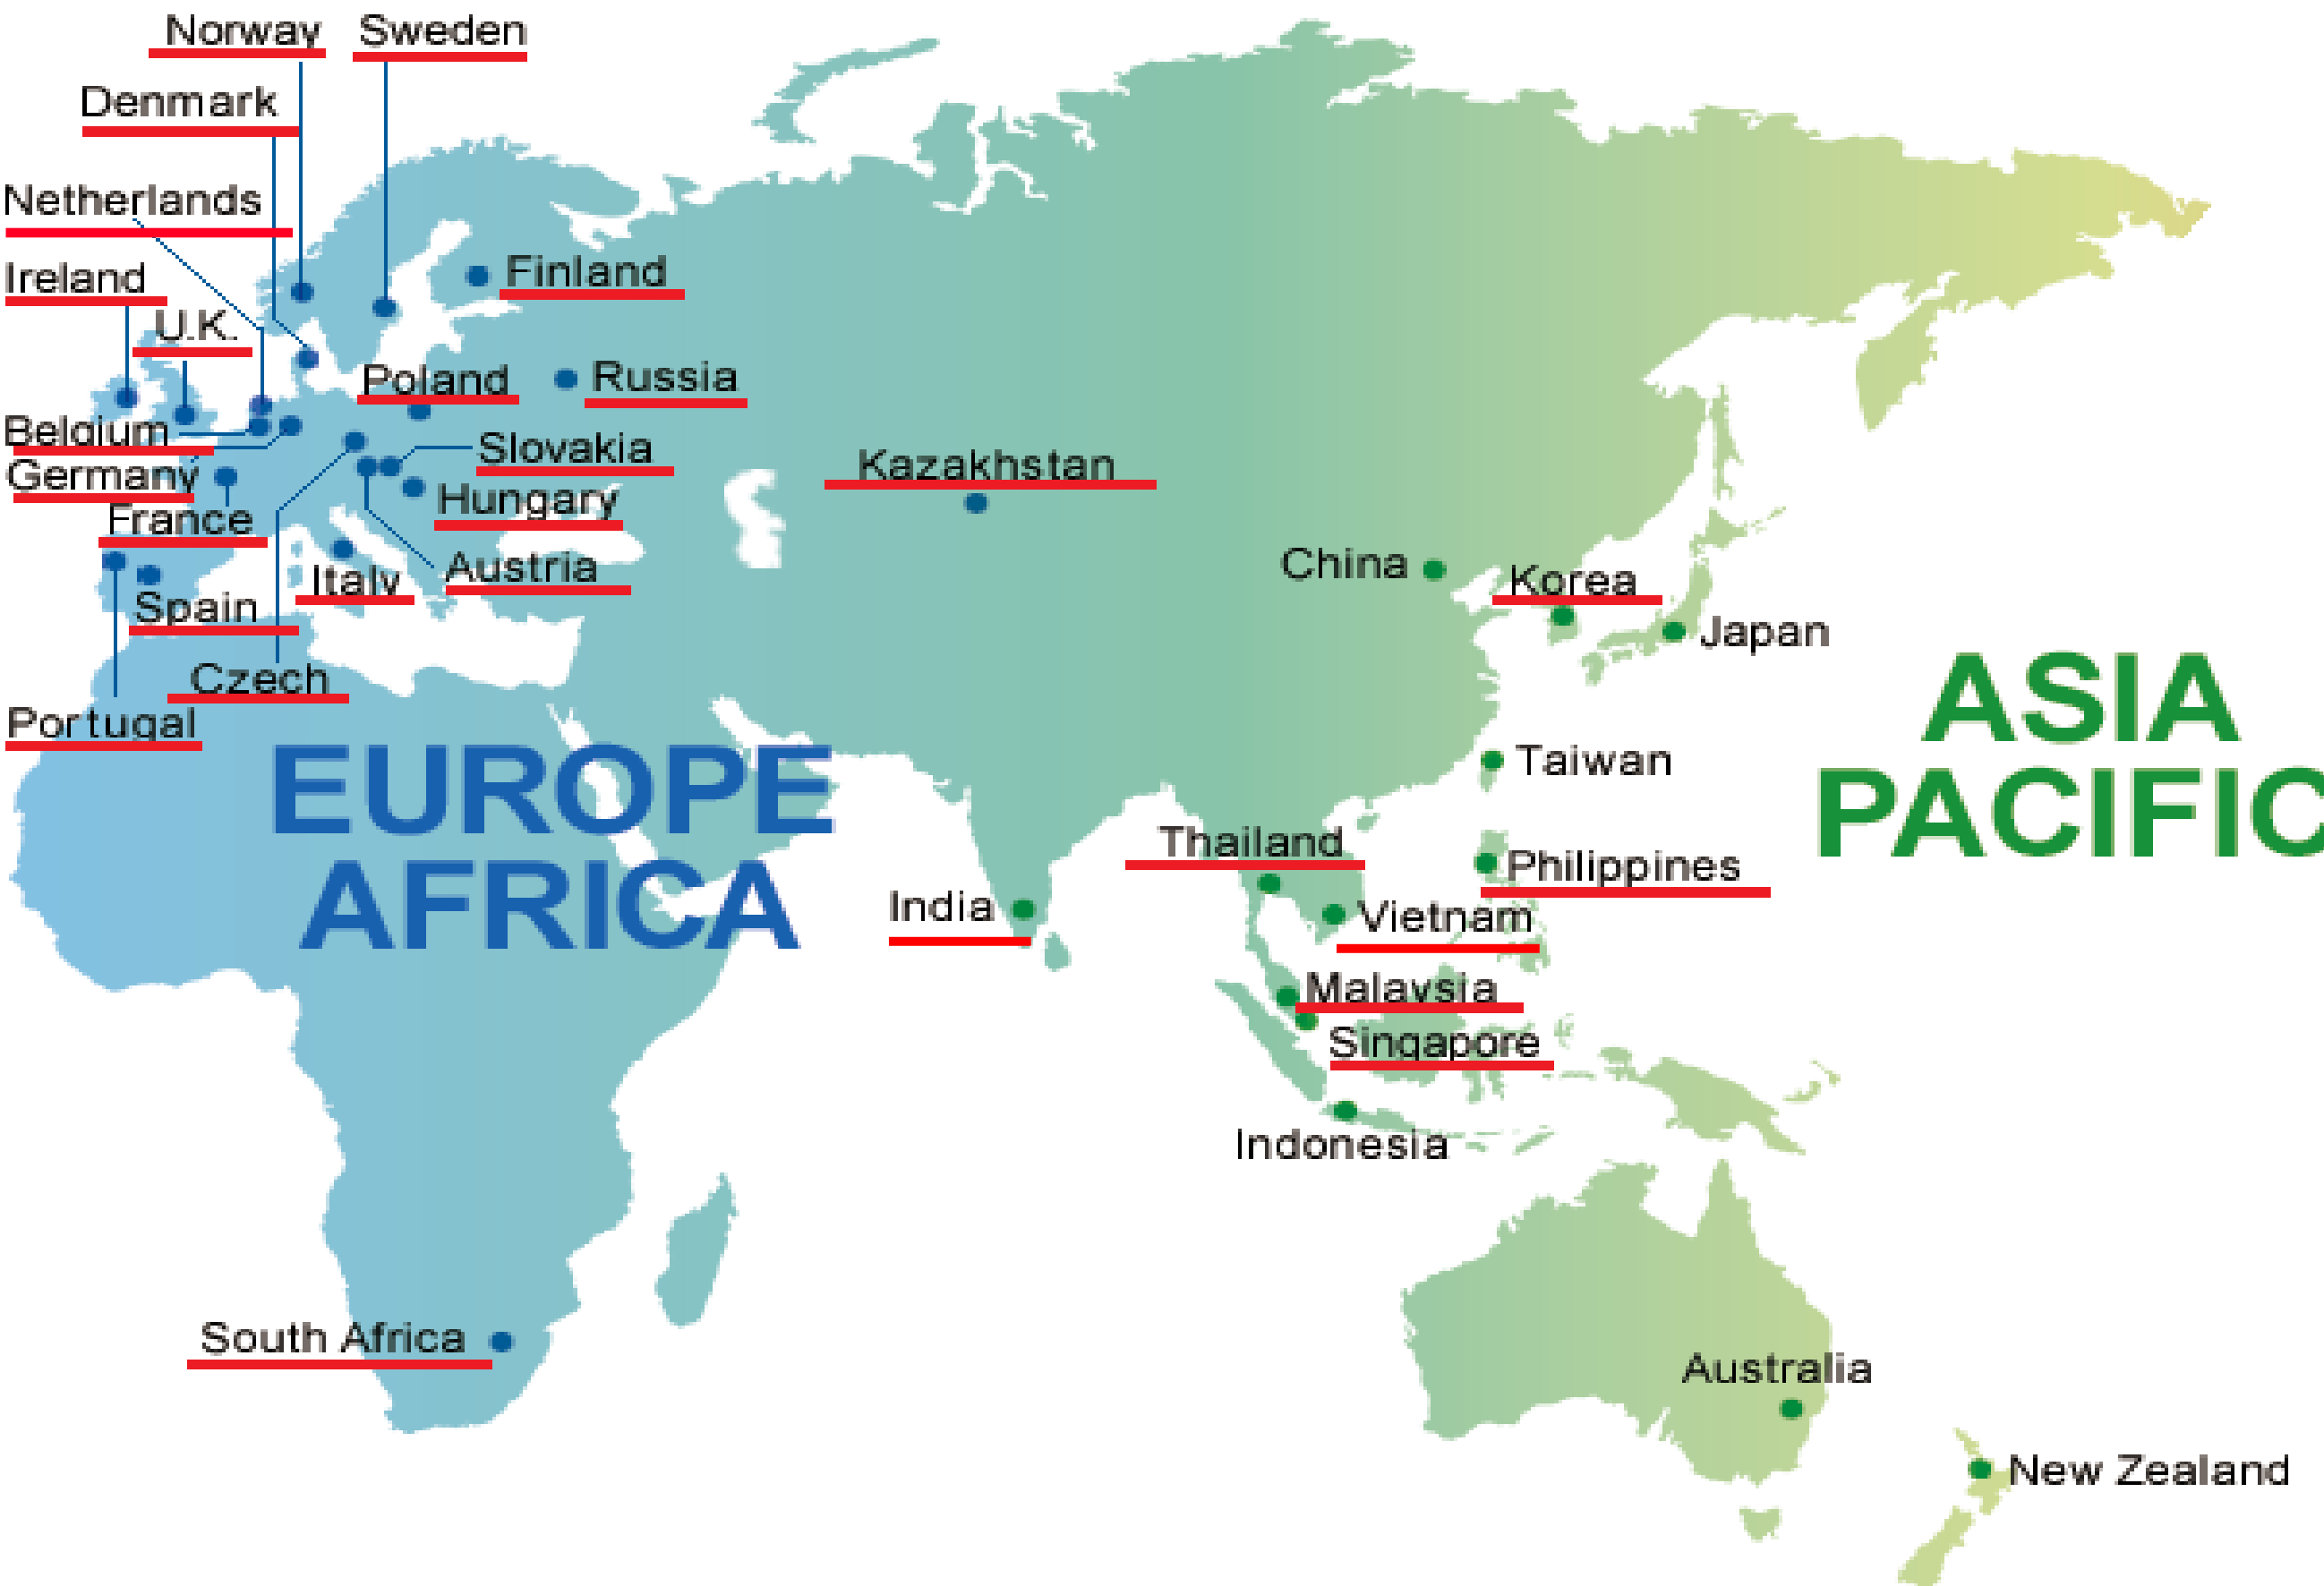 Norway
Sweden
Denmark
Netherlands
Ireland
Finland
U.K.
Poland
Russia
Belgium
Slovakia
Germany
Kazakhstan
Hungary
France
China
Korea
Austria
Italy
Spain
Japan
Czech
Portugal
EUROPE
AFRICA
ASIA
PACIFIC
Taiwan
Thailand
Philippines
India
Vietnam
Malaysia
Singapore
Indonesia
South Africa
Australia
New Zealand